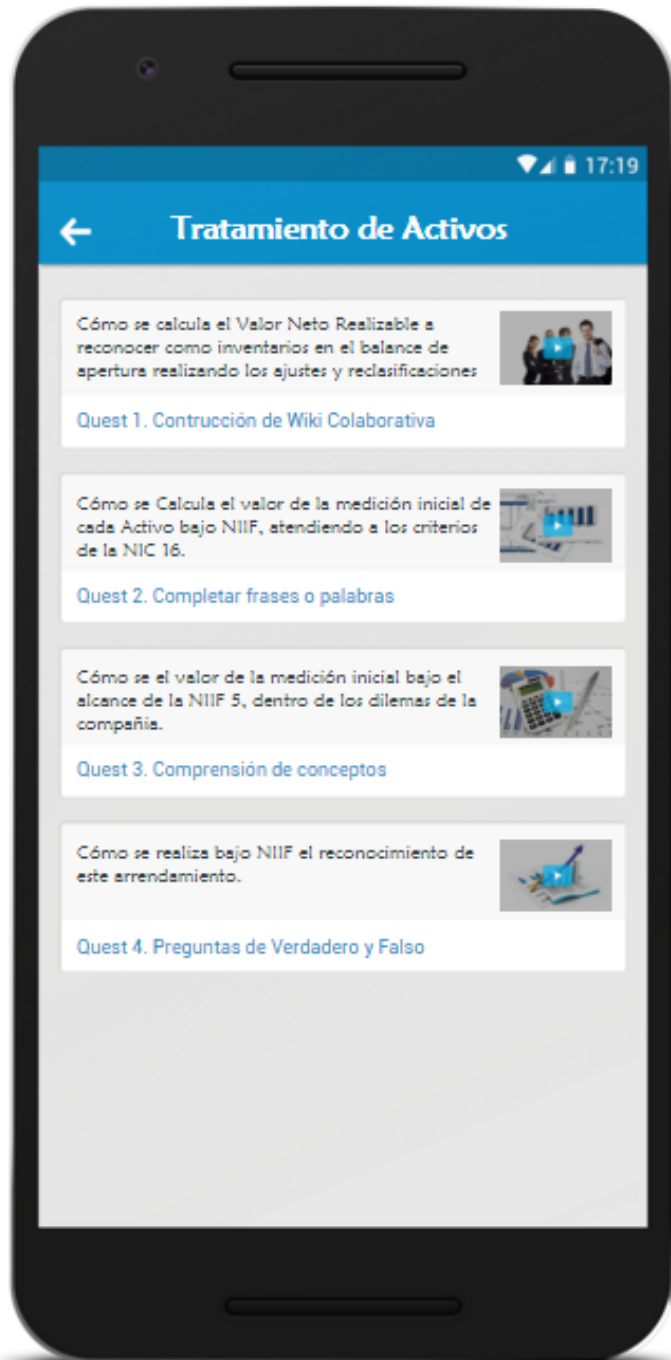 17:19
Tratamiento de Activos
Cómo se calcula el Valor Neto Realizable a
reconocer como inventarios en el balance de
apertura realizando los ajustes y reclasificaciones
Quest 1. Contrucción de Wiki Colaborativa
Cómo se Calcula el valor de la medición inicial de
cada Activo bajo NIIF, atendiendo a los criterios
de la NIC 16.
Quest 2. Completar frases o palabras
Cómo se el valor de la medición inicial bajo el
alcance de la NIIF 5, dentro de los dilemas de la
compañia.
Quest 3. Comprensión de conceptos
Cómo se realiza bajo NIIF el reconocimiento de
este arrendamiento.
Quest 4. Preguntas de Verdadero y Falso